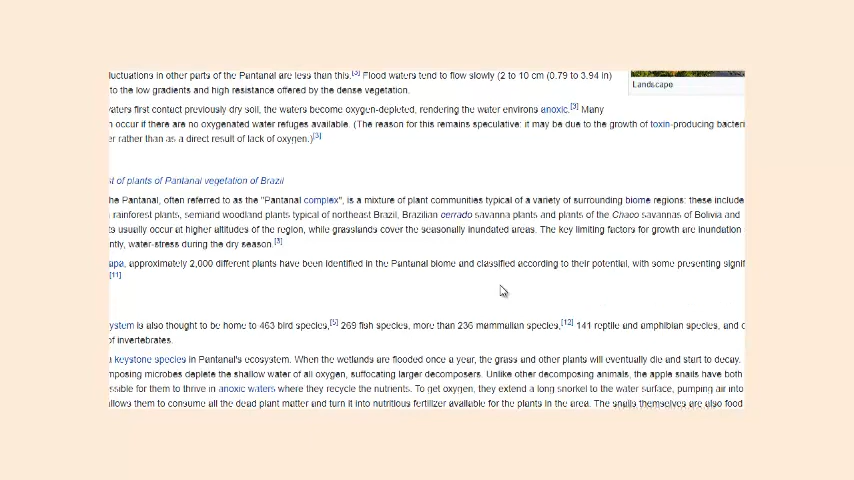 luctuations in other parts of the Pantanal are less than this.[3] Flood waters tend to flow slowly (2 to 10 cm (0.79 to 3.94 in)
to the low gradients and high resistance offered by the dense vegetation.
Landscape
waters first contact previously dry soil, the waters become oxygen-depleted, rendering the water environs anoxic.[3] Many
occur if there are no oxygenated water refuges available. (The reason for this remains speculative: it may be due to the growth of toxin-producing bacteri
er rather than as a direct result of lack of oxygen.)[3]
st of plants of Pantanal vegetation of Brazil
he Pantanal, often referred to as the "Pantanal complex", is a mixture of plant communities typical of a variety of surrounding biome regions: these include
rainforest plants, semiarid woodland plants typical of northeast Brazil, Brazilian cerrado savanna plants and plants of the Chaco savannas of Bolivia and
ts usually occur at higher altitudes of the region, while grasslands cover the seasonally inundated areas. The key limiting factors for growth are inundation
ntly, water-stress during the dry season.[3]
apa, approximately 2,000 different plants have been identified in the Pantanal biome and classified according to their potential, with some presenting signif
[11]
ystem is also thought to be home to 463 bird species,[5] 269 fish species, more than 236 mammalian species,[12] 141 reptile and amphibian species, and
of invertebrates.
a keystone species in Pantanal's ecosystem. When the wetlands are flooded once a year, the grass and other plants will eventually die and start to decay.
mposing microbes deplete the shallow water of all oxygen, suffocating larger decomposers. Unlike other decomposing animals, the apple snails have both
ssible for them to thrive in anoxic waters where they recycle the nutrients. To get oxygen, they extend a long snorkel to the water surface, pumping air into
llows them to consume all the dead plant matter and turn it into nutritious fertilizer available for the plants in the area. The snails themselves are also food